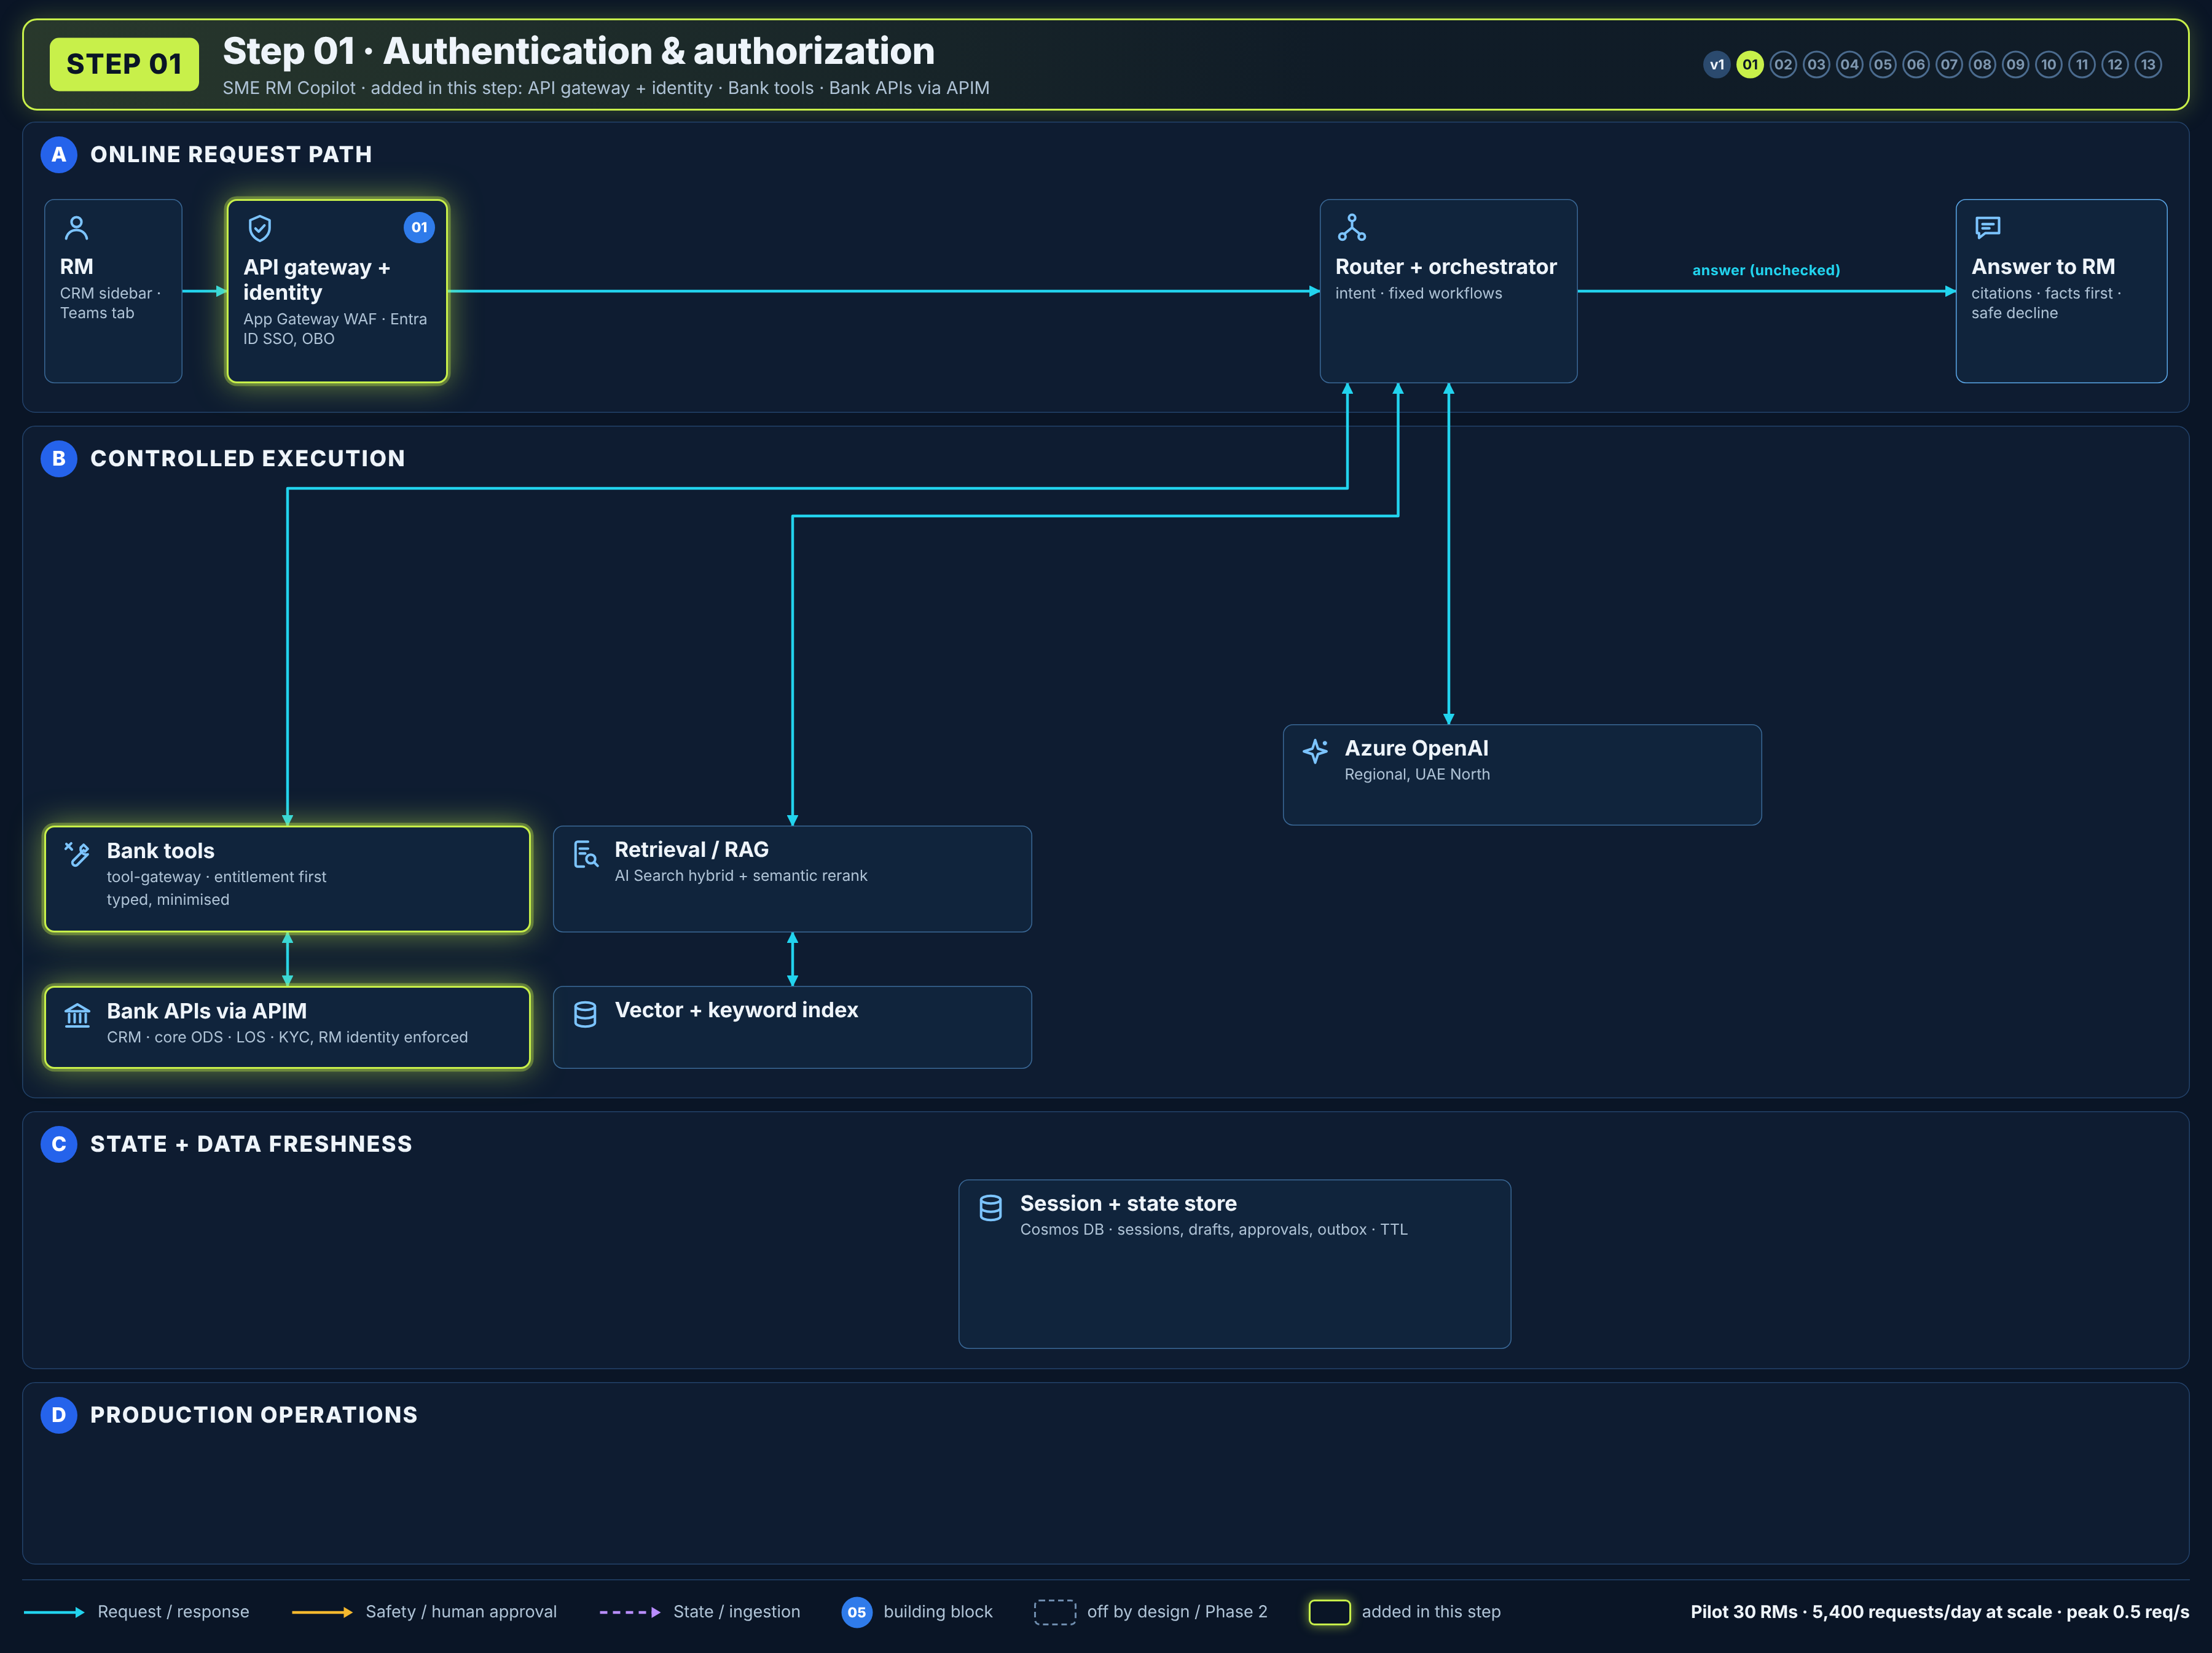 STEP 01
Step 01 · Authentication & authorization
SME RM Copilot · added in this step: API gateway + identity · Bank tools · Bank APIs via APIM
v1 01 02 03 04 05 06 07 08 09 10 11 12 13
A ONLINE REQUEST PATH
RM
CRM sidebar ·
Teams tab
01
API gateway +
identity
App Gateway WAF · Entra
ID SSO, OBO
Router + orchestrator
intent · fixed workflows
answer (unchecked)
Answer to RM
citations · facts first ·
safe decline
B CONTROLLED EXECUTION
Azure OpenAI
Regional, UAE North
Bank tools
tool-gateway · entitlement first
typed, minimised
Retrieval / RAG
AI Search hybrid + semantic rerank
Bank APIs via APIM
CRM · core ODS · LOS · KYC, RM identity enforced
Vector + keyword index
C STATE + DATA FRESHNESS
Session + state store
Cosmos DB · sessions, drafts, approvals, outbox · TTL
D PRODUCTION OPERATIONS
Request / response
Safety / human approval
State / ingestion
05 building block
off by design / Phase 2
added in this step
Pilot 30 RMs · 5,400 requests/day at scale · peak 0.5 req/s